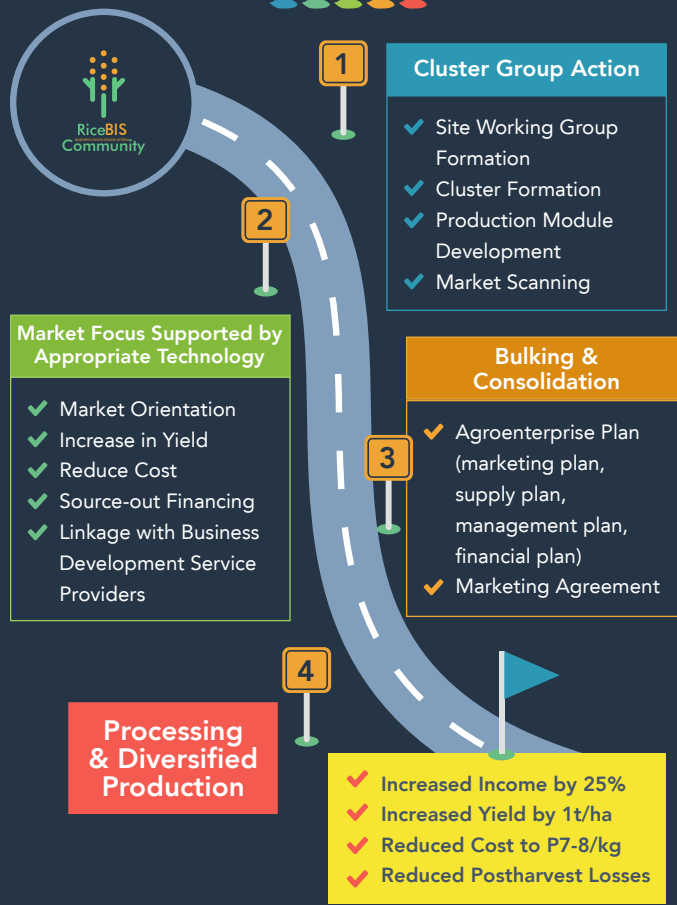 RiceBIS
Community
1
Cluster Group Action
Site Working Group
Formation
Cluster Formation
Production Module
Development
Market Scanning
2
Market Focus Supported by
Appropriate Technology
Market Orientation
Increase in Yield
Reduce Cost
Source-out Financing
Linkage with Business
Development Service
Providers
3
Bulking &
Consolidation
Agroenterprise Plan
(marketing plan,
supply plan,
management plan,
financial plan)
Marketing Agreement
4
Processing
& Diversified
Production
Increased Income by 25%
Increased Yield by 1t/ha
Reduced Cost to P7-8/kg
Reduced Postharvest Losses